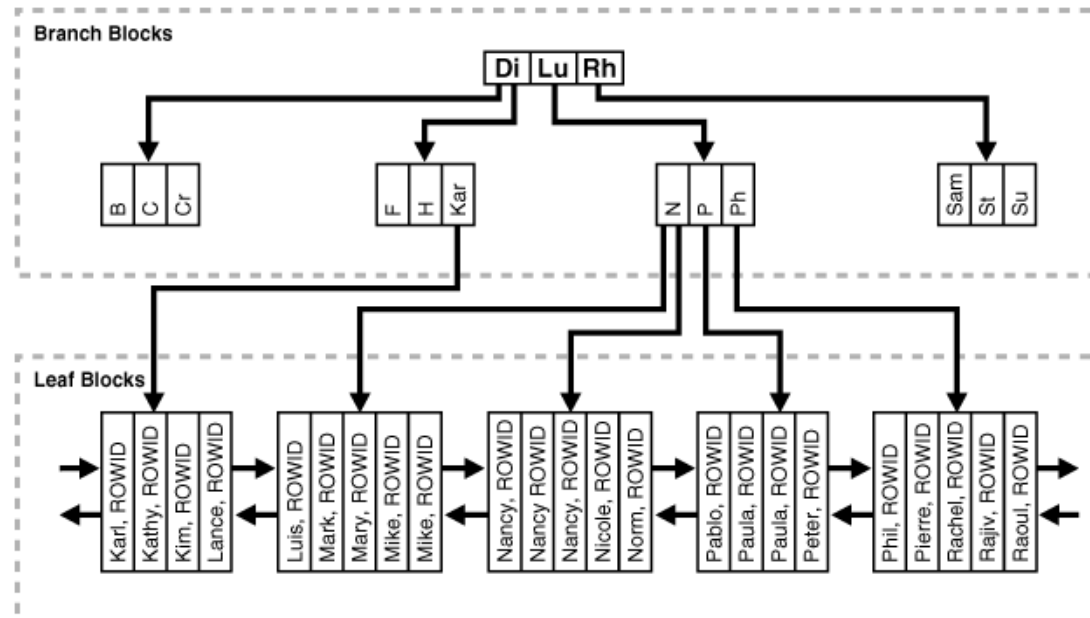 Branch Blocks
Di Lu Rh
B C Cr
F H Kar
N P Ph
Sam St Su
Leaf Blocks
Karl, ROWID
Kathy, ROWID
Kim, ROWID
Lance, ROWID
Luis, ROWID
Mark, ROWID
Mary, ROWID
Mike, ROWID
Mike, ROWID
Nancy, ROWID
Nancy ROWID
Nancy, ROWID
Nicole, ROWID
Norm, ROWID
Pablo, ROWID
Paula, ROWID
Paula, ROWID
Peter, ROWID
Phil, ROWID
Pierre, ROWID
Rachel, ROWID
Rajiv, ROWID
Raoul, ROWID